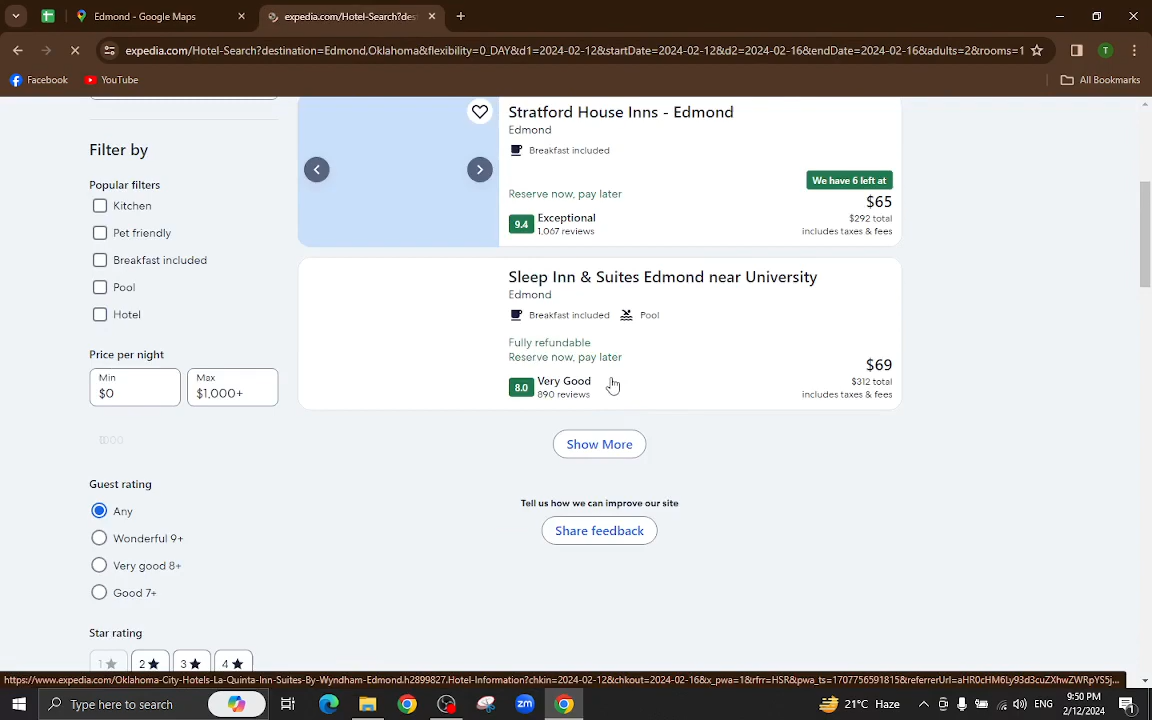 Edmond - Google Maps
expedia.com/Hotel-Search?dest
expedia.com/Hotel-Search?destination=Edmond,Oklahoma&flexibility=0_DAY&d1=2024-02-12&startDate=2024-02-12&d2=2024-02-16&endDate=2024-02-16&adults=2&rooms=1
T
Facebook
YouTube
All Bookmarks
Stratford House Inns - Edmond
Edmond
Breakfast included
We have 6 left at
Reserve now, pay later
$65
9.4
Exceptional
1,067 reviews
$292 total
includes taxes & fees
Filter by
Popular filters
Kitchen
Pet friendly
Breakfast included
Pool
Hotel
Price per night
Min
$0
Max
$1,000+
Guest rating
Any
Wonderful 9+
Very good 8+
Good 7+
Star rating
1
2
3
4
Sleep Inn & Suites Edmond near University
Edmond
Breakfast included
Pool
Fully refundable
Reserve now, pay later
$69
8.0
Very Good
890 reviews
$312 total
includes taxes & fees
Show More
Tell us how we can improve our site
Share feedback
https://www.expedia.com/Oklahoma-City-Hotels-La-Quinta-Inn-Suites-By-Wyndham-Edmond.h2899827.Hotel-Information?chkin=2024-02-12&chkout=2024-02-16&x_pwa=1&rfrr=HSR&pwa_ts=1707756591815&referrerUrl=aHR0cHM6Ly93d3cuZXhwZWRpYS5j...
Type here to search
zm
21°C Haze
ENG
9:50 PM
2/12/2024
1